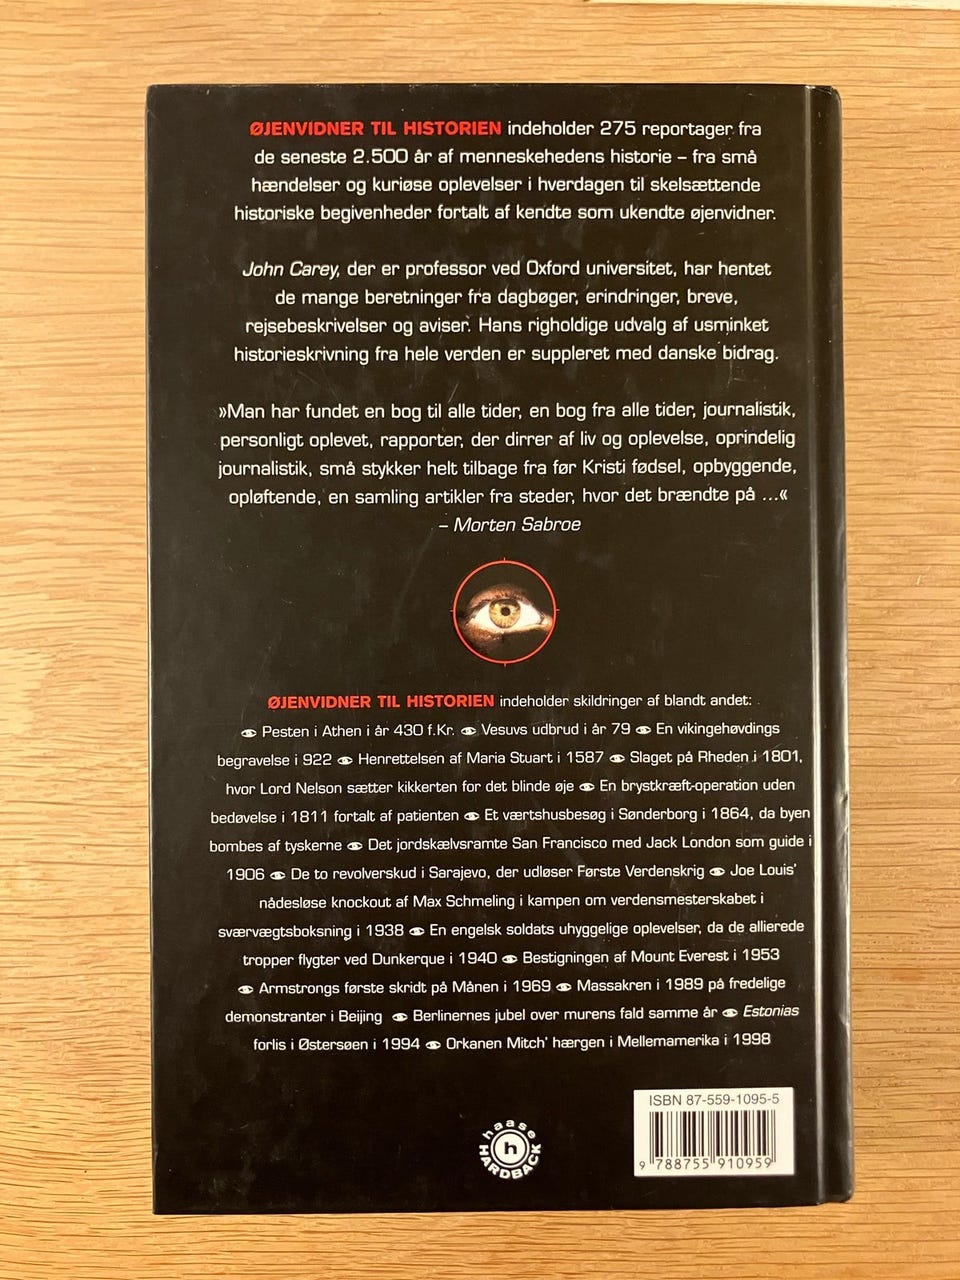 ØJENVIDNER TIL HISTORIEN indeholder 275 reportager fra
de seneste 2.500 år af menneskehedens historie – fra små
hændelser og kuriøse oplevelser i hverdagen til skelsættende
historiske begivenheder fortalt af kendte som ukendte øjenvidner.
John Carey, der er professor ved Oxford universitet, har hentet
de mange beretninger fra dagbøger, erindringer, breve,
rejsebeskrivelser og aviser. Hans righoldige udvalg af usminket
historieskrivning fra hele verden er suppleret med danske bidrag.
»Man har fundet en bog til alle tider, en bog fra alle tider, journalistik,
personligt oplevet, rapporter, der dirrer af liv og oplevelse, oprindelig
journalistik, små stykker helt tilbage fra før Kristi fødsel, opbyggende,
opløftende, en samling artikler fra steder, hvor det brændte på ...«
– Morten Sabroe
ØJENVIDNER TIL HISTORIEN indeholder skildringer af blandt andet:
Pesten i Athen i år 430 f.Kr. Vesuvs udbrud i år 79 En vikingehøvdings
begravelse i 922 Henrettelsen af Maria Stuart i 1587 Slaget på Rheden i 1801,
hvor Lord Nelson sætter kikkerten for det blinde øje En brystkræft-operation uden
bedøvelse i 1811 fortalt af patienten Et værtshusbesøg i Sønderborg i 1864, da byen
bombes af tyskerne Det jordskælvsramte San Francisco med Jack London som guide i
1906 De to revolverskud i Sarajevo, der udløser Første Verdenskrig Joe Louis'
nådesløse knockout af Max Schmeling i kampen om verdensmesterskabet i
sværvægtsboksning i 1938 En engelsk soldats uhyggelige oplevelser, da de allierede
tropper flygter ved Dunkerque i 1940 Bestigningen af Mount Everest i 1953
Armstrongs første skridt på Månen i 1969 Massakren i 1989 på fredelige
demonstranter i Beijing Berlinernes jubel over murens fald samme år Estonias
forlis i Østersøen i 1994 Orkanen Mitch' hærgen i Mellemamerika i 1998
ISBN 87-559-1095-5
9 788755 910959
haase
h
HARDBACK